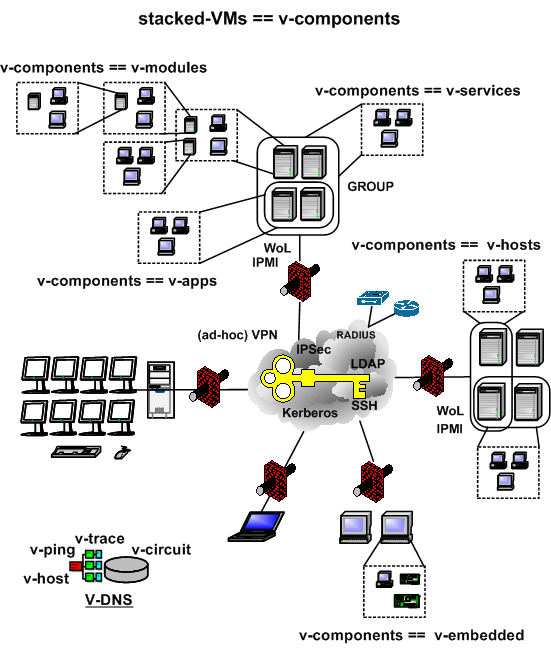 stacked-VMs == v-components
v-components == v-modules
v-components == v-services
GROUP
v-components == v-apps
WoL
IPMI
v-components == v-hosts
(ad-hoc) VPN
RADIUS
IPSec
LDAP
Kerberos
SSH
WoL
IPMI
v-trace
v-ping
v-circuit
v-host
V-DNS
v-components == v-embedded